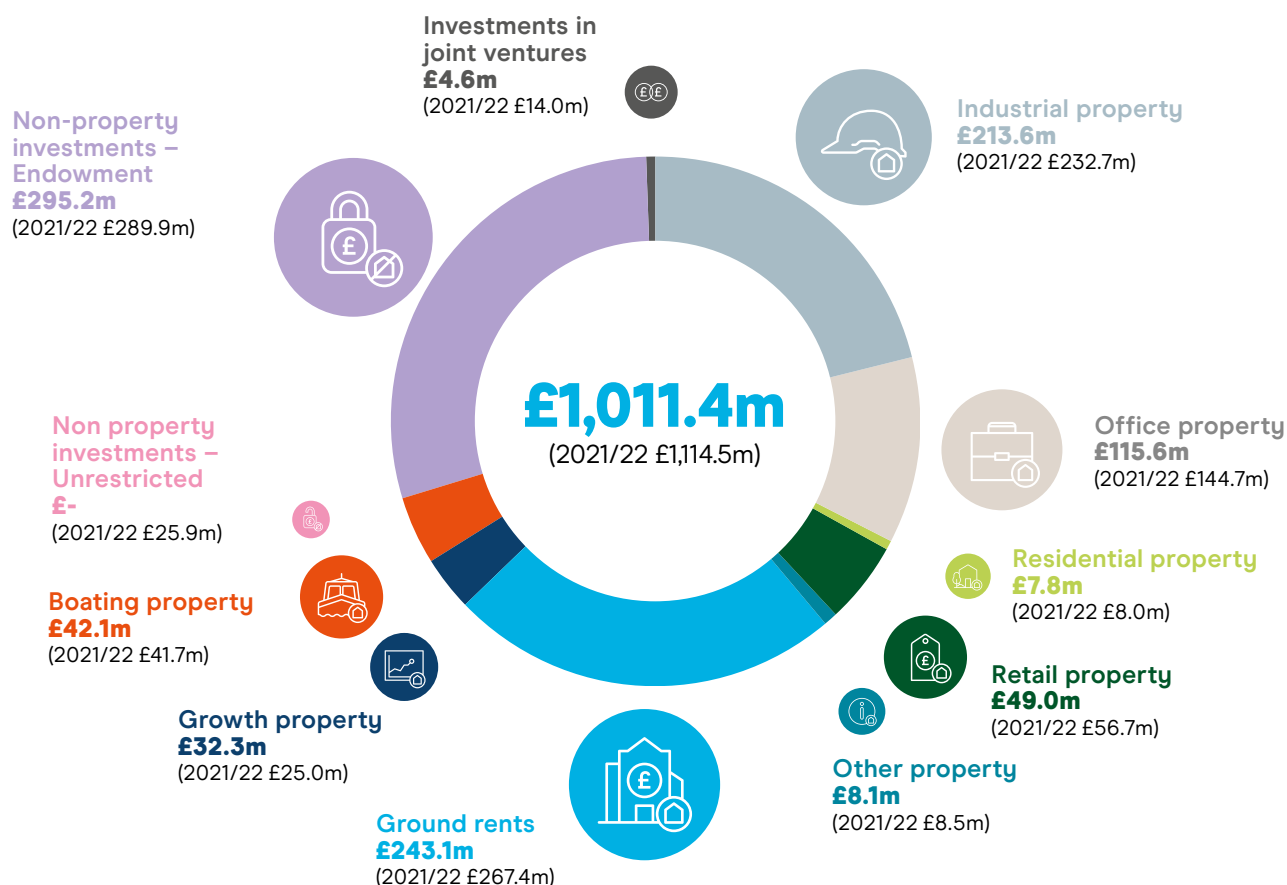 Investments in
joint ventures
£4.6m
(2021/22 £14.0m)
££
Industrial property
£213.6m
(2021/22 £232.7m)
Non-property
investments –
Endowment
£295.2m
(2021/22 £289.9m)
£
£1,011.4m
(2021/22 £1,114.5m)
Office property
£115.6m
(2021/22 £144.7m)
Non property
investments –
Unrestricted
£-
(2021/22 £25.9m)
£
Residential property
£7.8m
(2021/22 £8.0m)
Boating property
£42.1m
(2021/22 £41.7m)
Retail property
£49.0m
(2021/22 £56.7m)
£
Growth property
£32.3m
(2021/22 £25.0m)
i
Other property
£8.1m
(2021/22 £8.5m)
£
Ground rents
£243.1m
(2021/22 £267.4m)